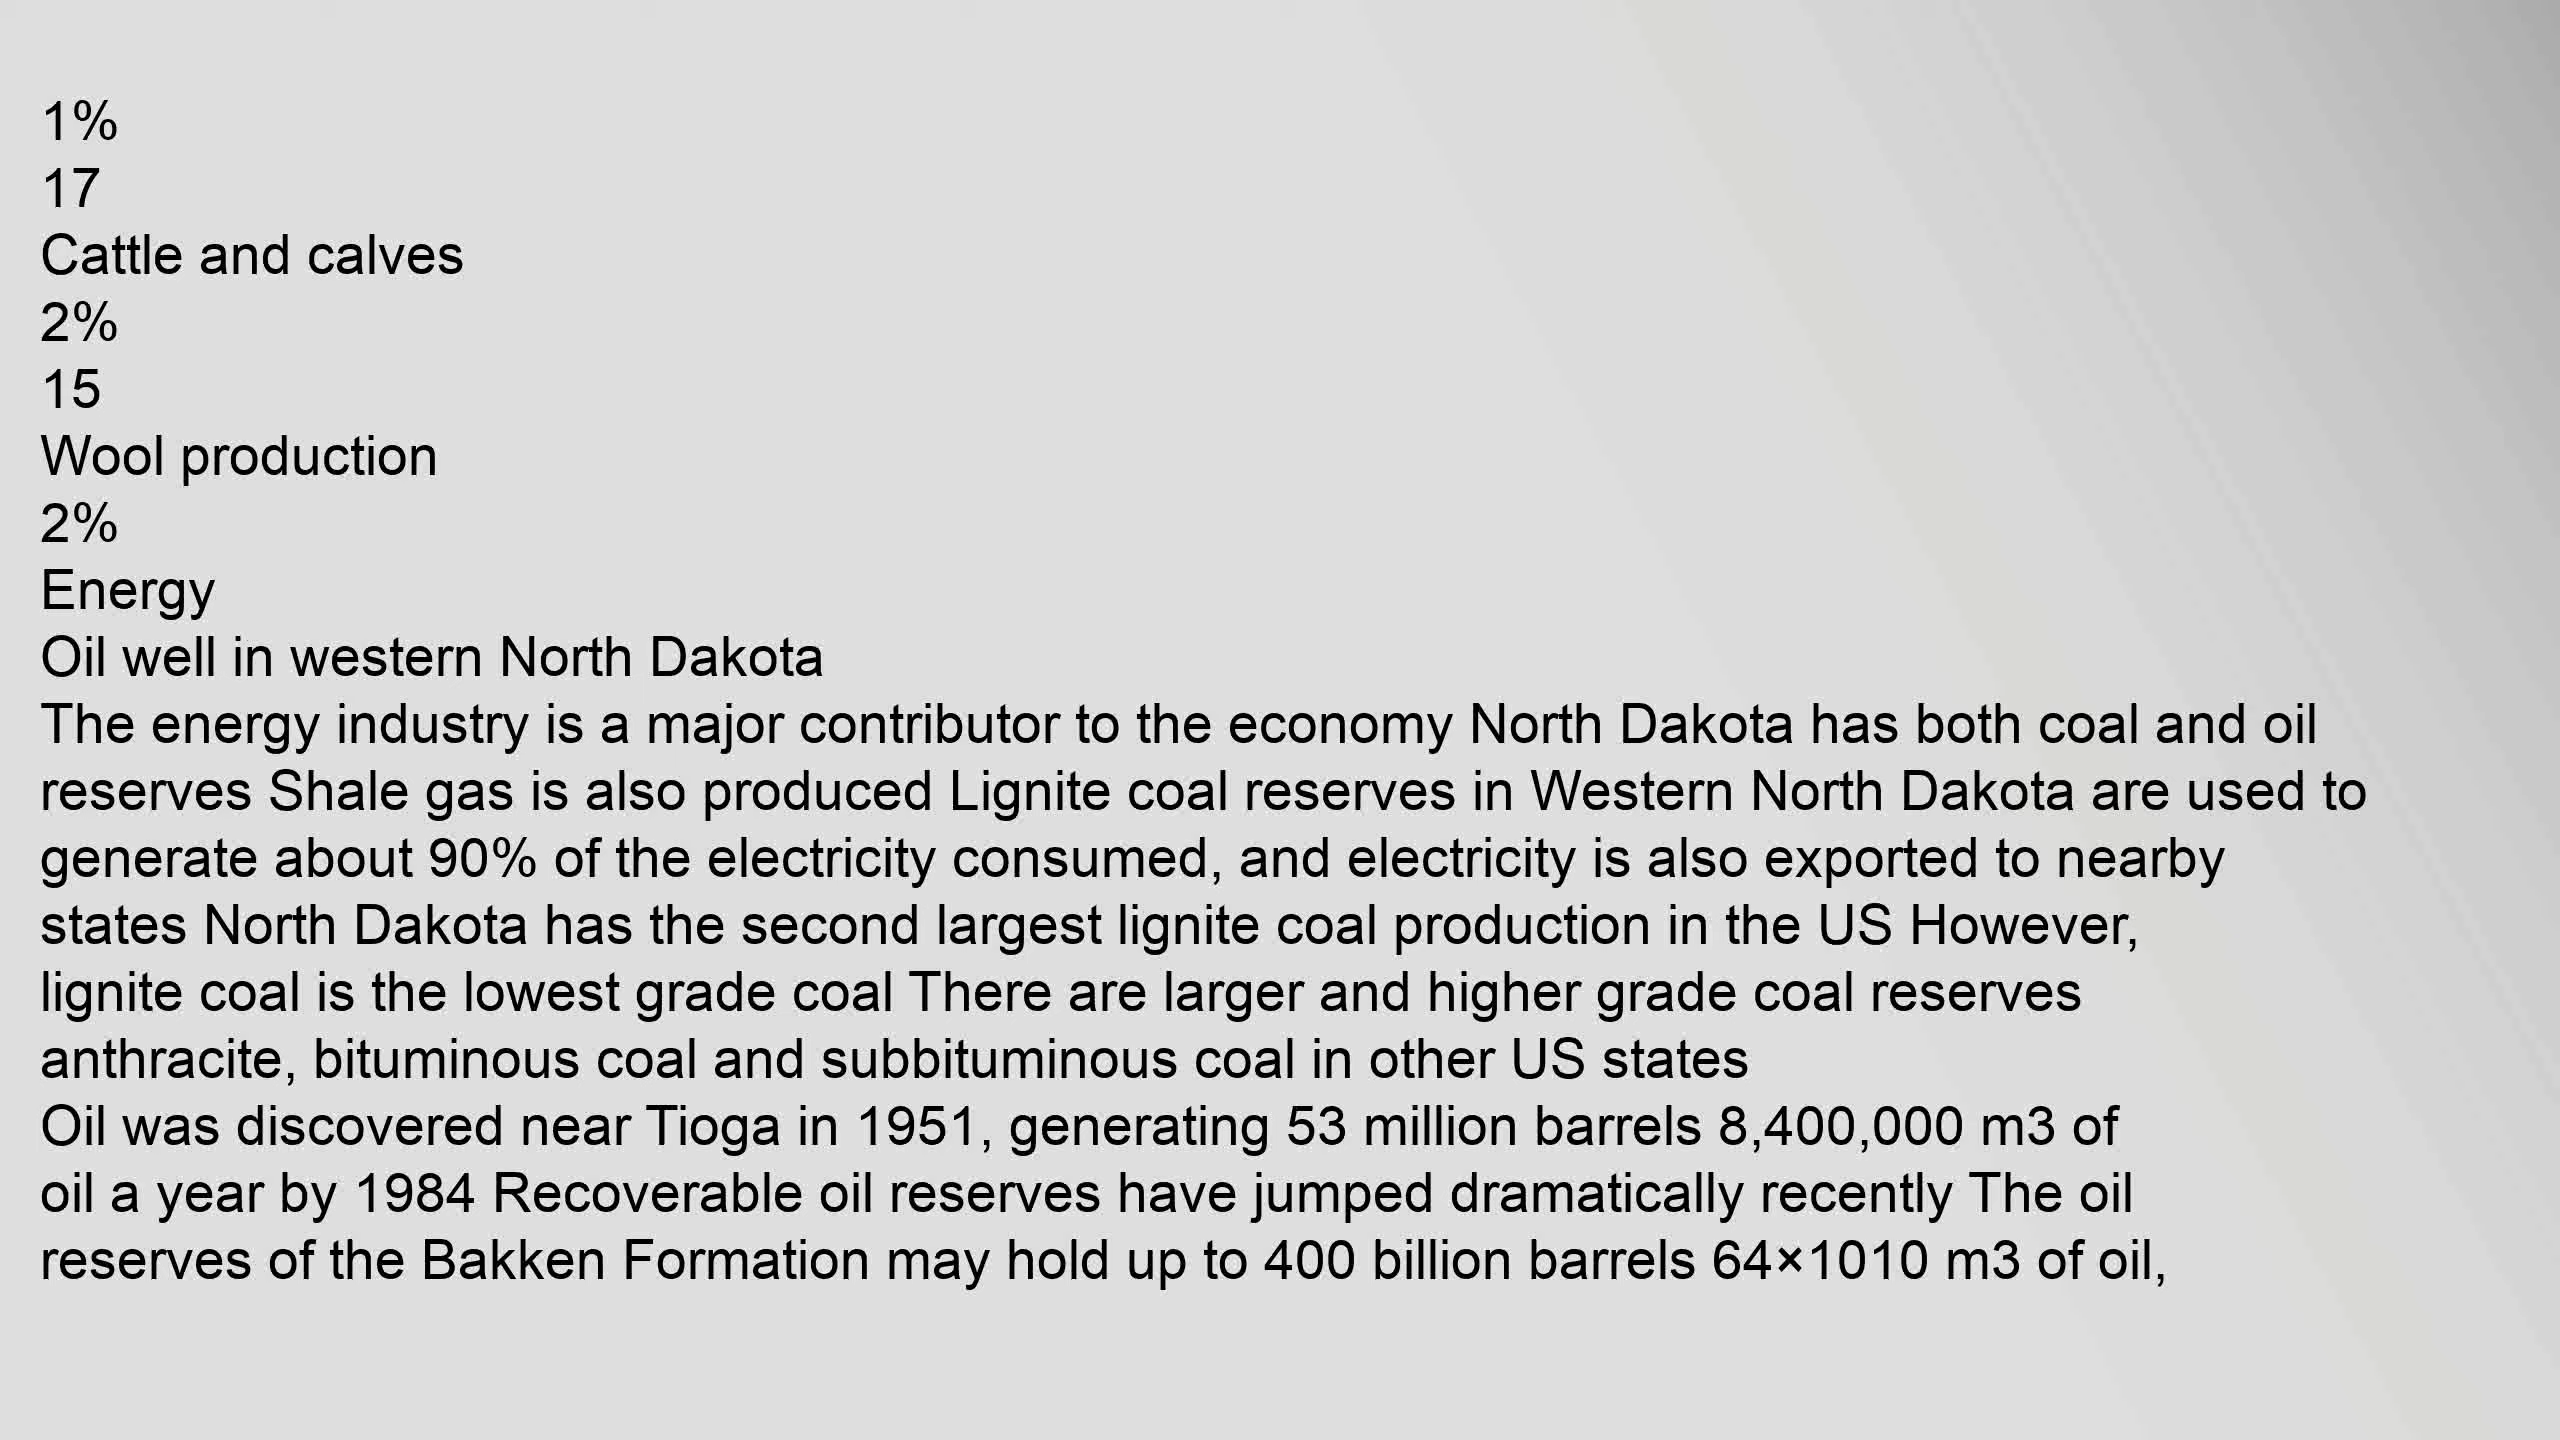 1%
17
Cattle and calves
2%
15
Wool production
2%
Energy
Oil well in western North Dakota
The energy industry is a major contributor to the economy North Dakota has both coal and oil
reserves Shale gas is also produced Lignite coal reserves in Western North Dakota are used to
generate about 90% of the electricity consumed, and electricity is also exported to nearby
states North Dakota has the second largest lignite coal production in the US However,
lignite coal is the lowest grade coal There are larger and higher grade coal reserves
anthracite, bituminous coal and subbituminous coal in other US states
Oil was discovered near Tioga in 1951, generating 53 million barrels 8,400,000 m3 of
oil a year by 1984 Recoverable oil reserves have jumped dramatically recently The oil
reserves of the Bakken Formation may hold up to 400 billion barrels 64×1010 m3 of oil,